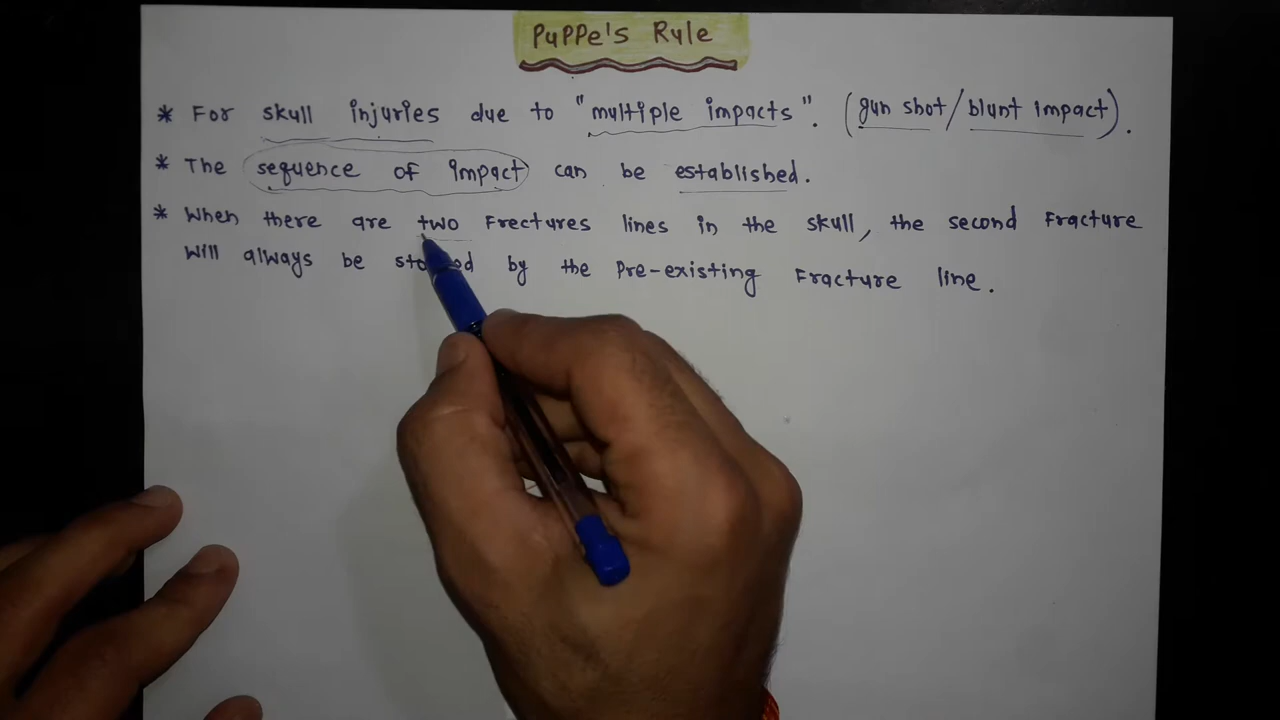 Puppe's Rule
* For skull injuries due to "multiple impacts". (gun shot/blunt impact).
* The sequence of impact can be established.
* When there are two Frectures lines in the skull, the second Fracture
will always be by the Pre-existing Fracture line.